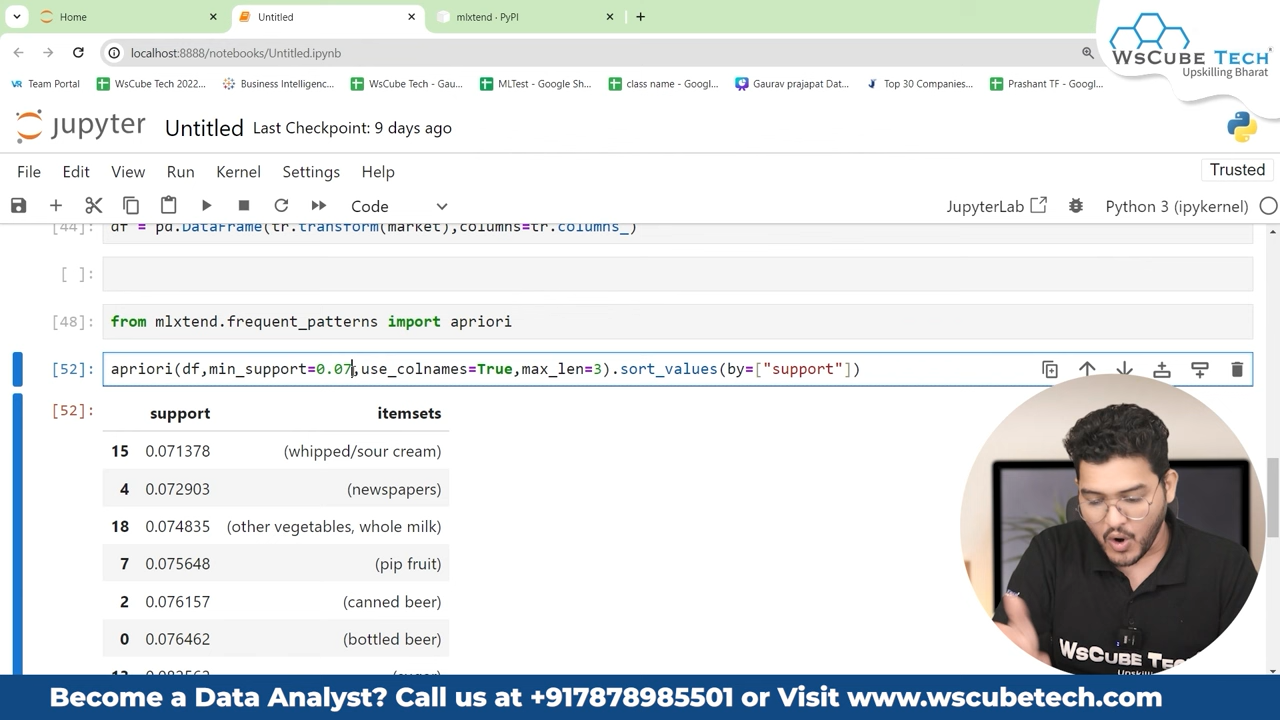 Home
Untitled
mlxtend · PyPI
localhost:8888/notebooks/Untitled.ipynb
WsCube Tech
Upskilling Bharat
VR Team Portal
WsCube Tech 2022...
Business Intelligenc...
WsCube Tech - Gau...
MLTest - Google Sh...
class name - Googl...
Gaurav prajapat Dat...
Top 30 Companies...
Prashant TF - Googl...
jupyter Untitled Last Checkpoint: 9 days ago
File Edit View Run Kernel Settings Help
Trusted
Code
JupyterLab
Python 3 (ipykernel)
[44]: df = pd.DataFrame(tr.transform(market),columns=tr.columns_)
[ ]:
[48]: from mlxtend.frequent_patterns import apriori
[52]: apriori(df,min_support=0.07,use_colnames=True,max_len=3).sort_values(by=["support"])
[52]: support itemsets
15 0.071378 (whipped/sour cream)
4 0.072903 (newspapers)
18 0.074835 (other vegetables, whole milk)
7 0.075648 (pip fruit)
2 0.076157 (canned beer)
0 0.076462 (bottled beer)
WsCube Tec
Become a Data Analyst? Call us at +917878985501 or Visit www.wscubetech.com